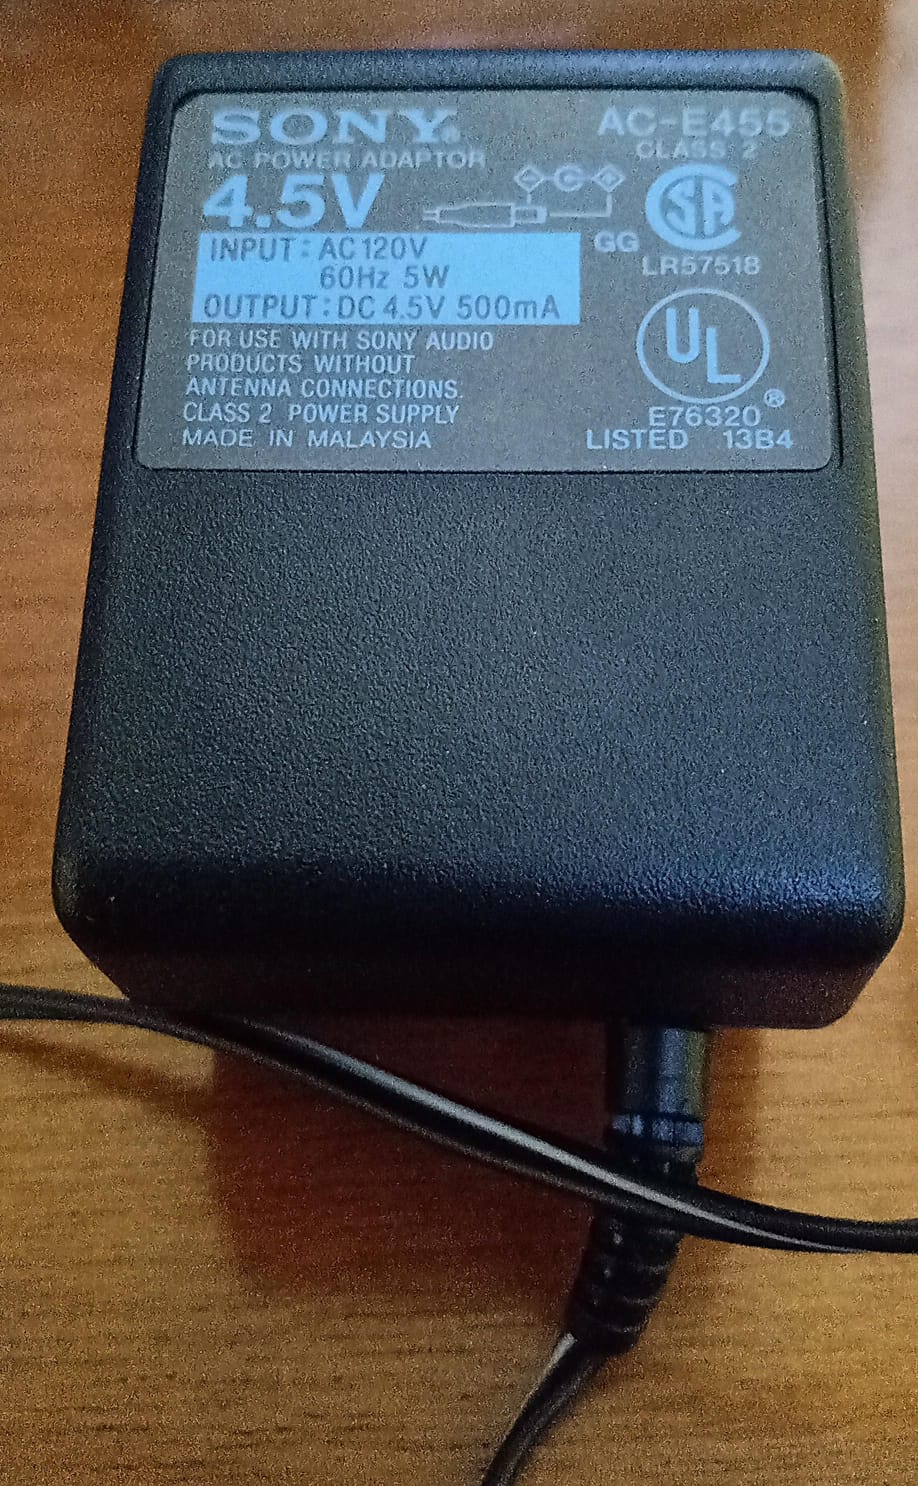 SONY®
AC POWER ADAPTOR
4.5V
AC-E455
CLASS 2
INPUT : AC 120V
60Hz 5W
OUTPUT : DC 4.5V 500mA
GG
SA
LR57518
FOR USE WITH SONY AUDIO
PRODUCTS WITHOUT
ANTENNA CONNECTIONS.
CLASS 2 POWER SUPPLY
MADE IN MALAYSIA
UL®
E76320
LISTED 13B4